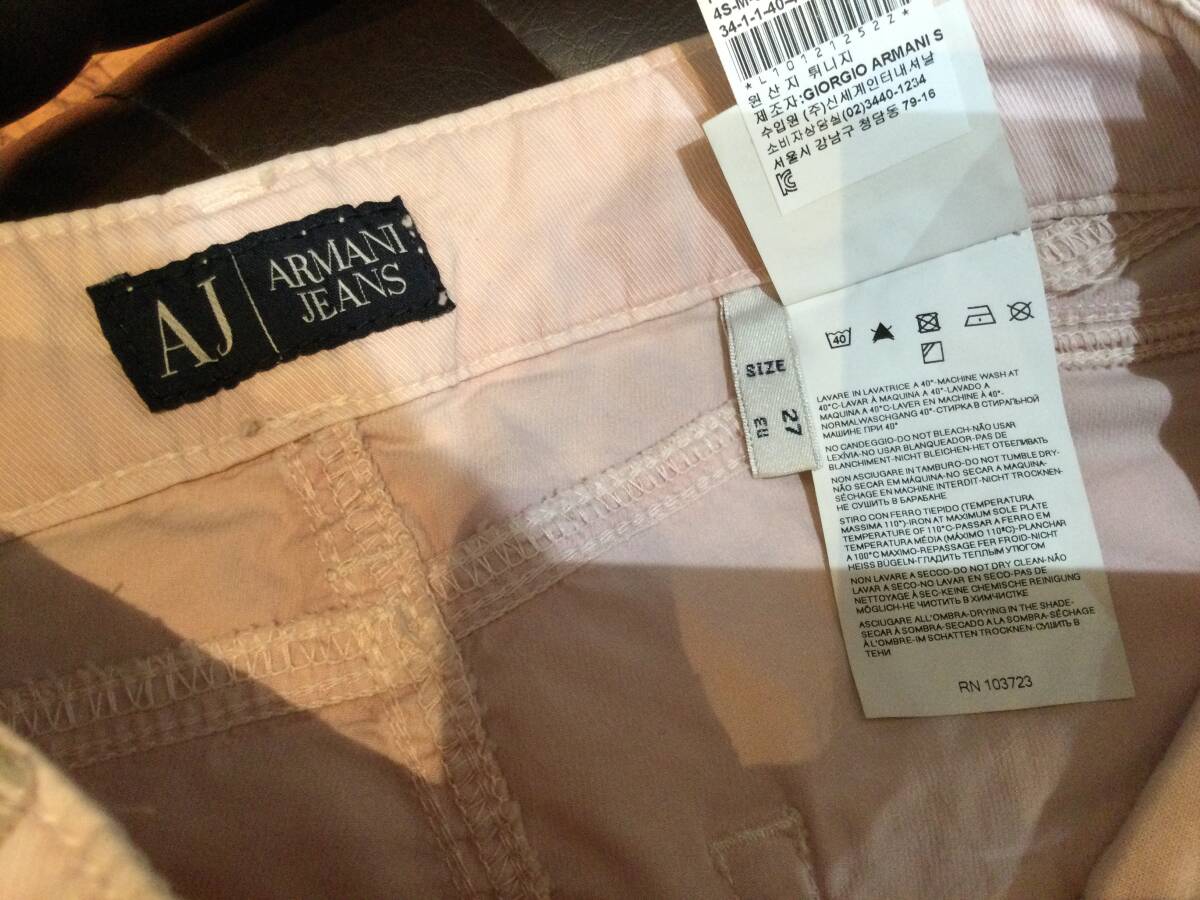 AJ
ARMANI
JEANS
SIZE
EU 27
34-1-1-40-
*L101212522*
원산지 튀니지
제조자:GIORGIO ARMANI S
수입원 (주)신세계인터내셔날
소비자상담실(02)3440-1234
서울시 강남구 청담동 79-16
40
LAVARE IN LAVATRICE A 40°-MACHINE WASH AT
40°C-LAVAR À MAQUINA A 40°-LAVADO A
MAQUINA A 40°C-LAVER EN MACHINE À 40°-
NORMALWASCHGANG 40°-СТИРКА В СТИРАЛЬНОЙ
МАШИНЕ ПРИ 40°
NO CANDEGGIO-DO NOT BLEACH-NÃO USAR
LEXÍVIA-NO USAR BLANQUEADOR-PAS DE
BLANCHIMENT-NICHT BLEICHEN-НЕТ ОТБЕЛИВАТЬ
NON ASCIUGARE IN TAMBURO-DO NOT TUMBLE DRY-
NÃO SECAR EM MÁQUINA-NO SECAR A MAQUINA-
SÉCHAGE EN MACHINE INTERDIT-NICHT TROCKNEN-
НЕ СУШИТЬ В БАРАБАНЕ
STIRO CON FERRO TIEPIDO (TEMPERATURA
MASSIMA 110°)-IRON AT MAXIMUM SOLE PLATE
TEMPERATURE OF 110°C-PASSAR A FERRO EM
TEMPERATURA MÉDIA (MÁXIMO 110ºC)-PLANCHAR
A 100°C MAXIMO-REPASSAGE FER FROID-NICHT
HEISS BÜGELN-ГЛАДИТЬ ТЕПЛЫМ УТЮГОМ
NON LAVARE A SECCO-DO NOT DRY CLEAN-NÃO
LAVAR A SECO-NO LAVAR EN SECO-PAS DE
NETTOYAGE À SEC-KEINE CHEMISCHE REINIGUNG
MÖGLICH-НЕ ЧИСТИТЬ В ХИМЧИСТКЕ
ASCIUGARE ALL'OMBRA-DRYING IN THE SHADE-
SECAR À SOMBRA-SECADO A LA SOMBRA-SÉCHAGE
À L'OMBRE-IM SCHATTEN TROCKNEN-СУШИТЬ В
ТЕНИ
RN 103723